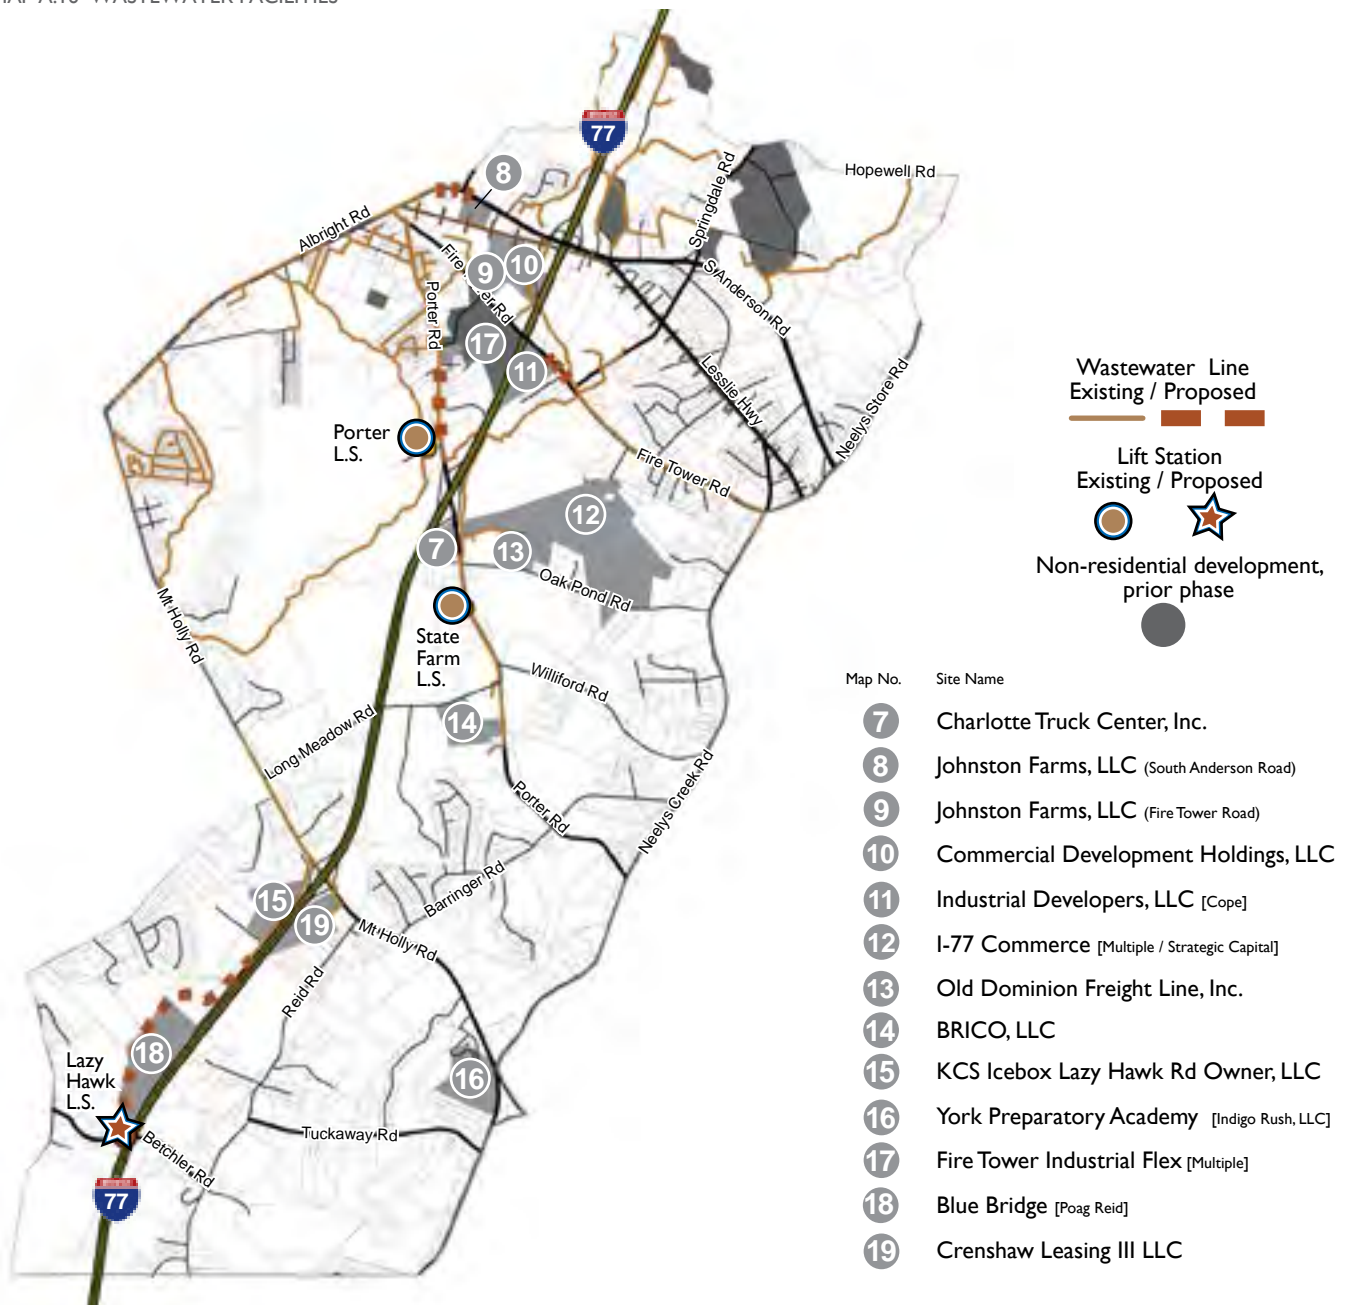 MAP A.10 WASTEWATER FACILITIES
77
8
Hopewell Rd
Springdale Rd
Albright Rd
Fire Tower Rd
9
10
S Anderson Rd
Porter Rd
17
11
Lesslie Hwy
Neelys Store Rd
Porter
L.S.
Fire Tower Rd
12
7
13
Oak Pond Rd
Mt Holly Rd
State
Farm
L.S.
Williford Rd
14
Long Meadow Rd
Porter Rd
Neelys Creek Rd
Barringer Rd
15
19
Mt Holly Rd
Reid Rd
18
Lazy
Hawk
L.S.
16
Betchler Rd
Tuckaway Rd
77
Wastewater Line
Existing / Proposed
Lift Station
Existing / Proposed
Non-residential development,
prior phase
Map No. Site Name
7 Charlotte Truck Center, Inc.
8 Johnston Farms, LLC (South Anderson Road)
9 Johnston Farms, LLC (Fire Tower Road)
10 Commercial Development Holdings, LLC
11 Industrial Developers, LLC [Cope]
12 I-77 Commerce [Multiple / Strategic Capital]
13 Old Dominion Freight Line, Inc.
14 BRICO, LLC
15 KCS Icebox Lazy Hawk Rd Owner, LLC
16 York Preparatory Academy [Indigo Rush, LLC]
17 Fire Tower Industrial Flex [Multiple]
18 Blue Bridge [Poag Reid]
19 Crenshaw Leasing III LLC